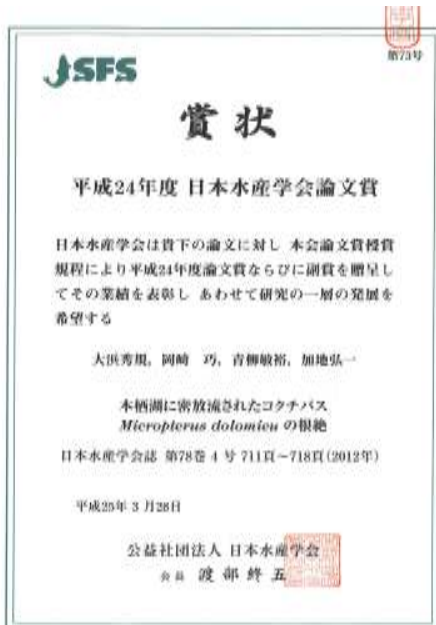 第73号
JSFS
賞状
平成24年度 日本水産学会論文賞
日本水産学会は貴下の論文に対し 本会論文賞授賞
規程により平成24年度論文賞ならびに副賞を贈呈し
てその業績を表彰し あわせて研究の一層の発展を
希望する
大浜秀規, 岡崎 巧, 青柳敏裕, 加地弘一
本栖湖に密放流されたコクチバス
Micropterus dolomieu の根絶
日本水産学会誌 第78巻 4 号 711頁～718頁(2012年)
平成25年 3 月28日
公益社団法人 日本水産学会
会長 渡部終五